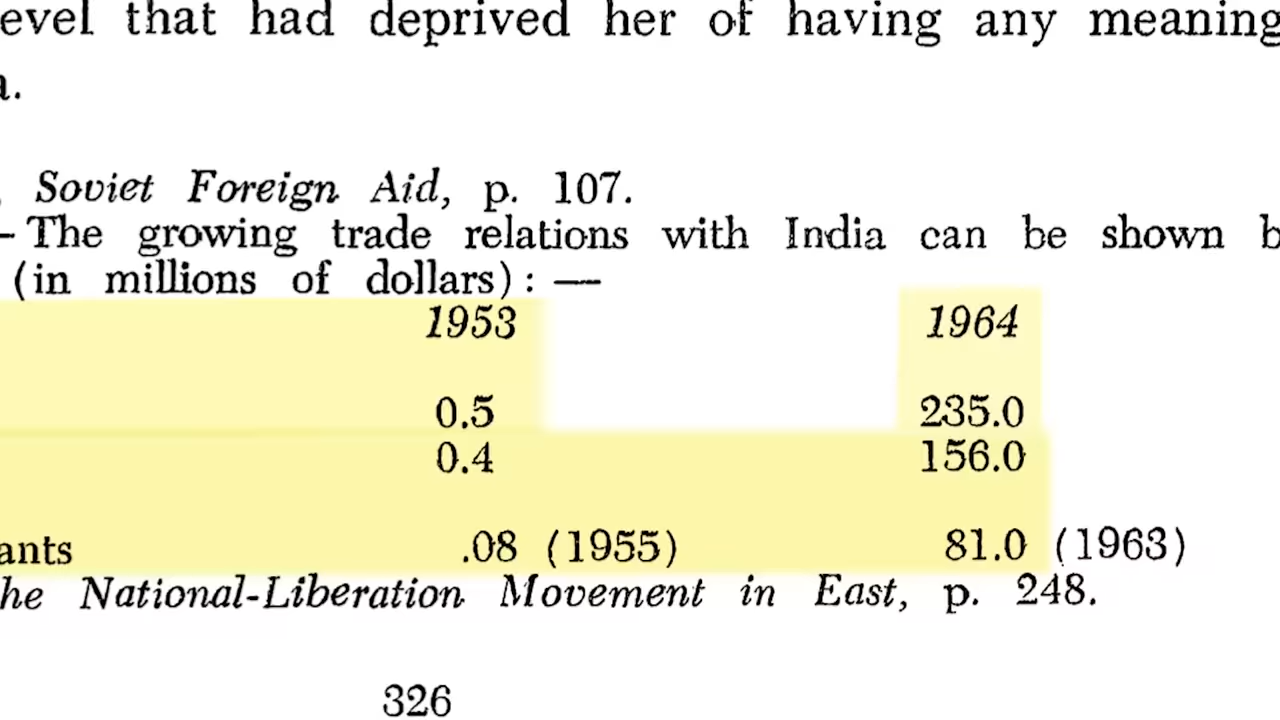 evel that had deprived her of having any meaning
a.
, Soviet Foreign Aid, p. 107.
- The growing trade relations with India can be shown b
(in millions of dollars): —
1953 1964
0.5 235.0
0.4 156.0
ants .08 (1955) 81.0 (1963)
he National-Liberation Movement in East, p. 248.
326